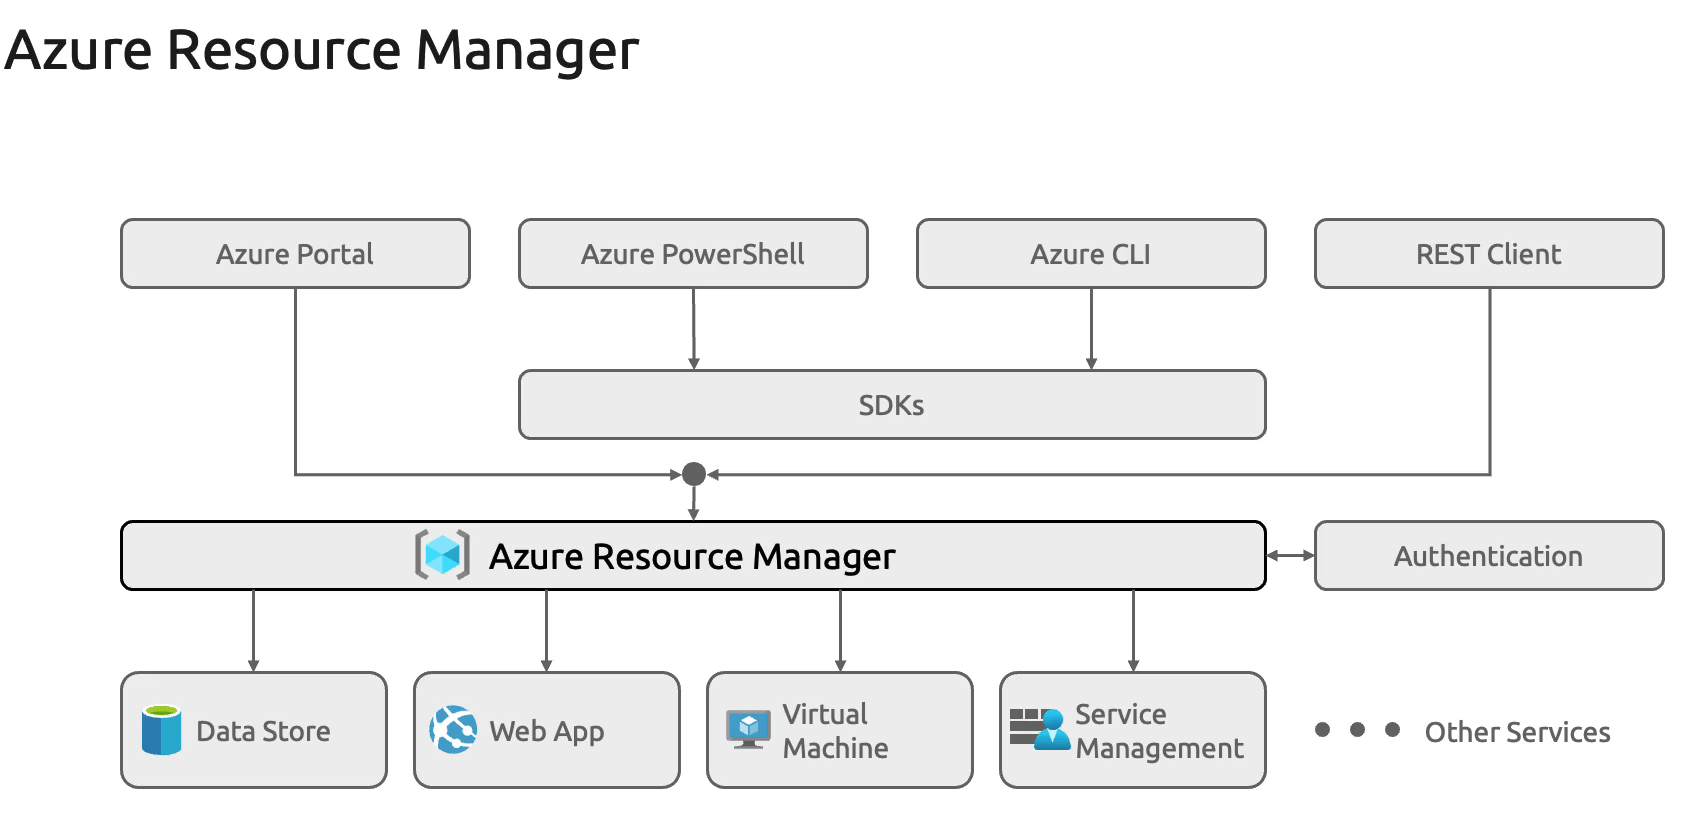 Azure Resource Manager
Azure Portal
Azure PowerShell
Azure CLI
REST Client
SDKs
Azure Resource Manager
Authentication
Data Store
Web App
Virtual
Machine
Service
Management
Other Services